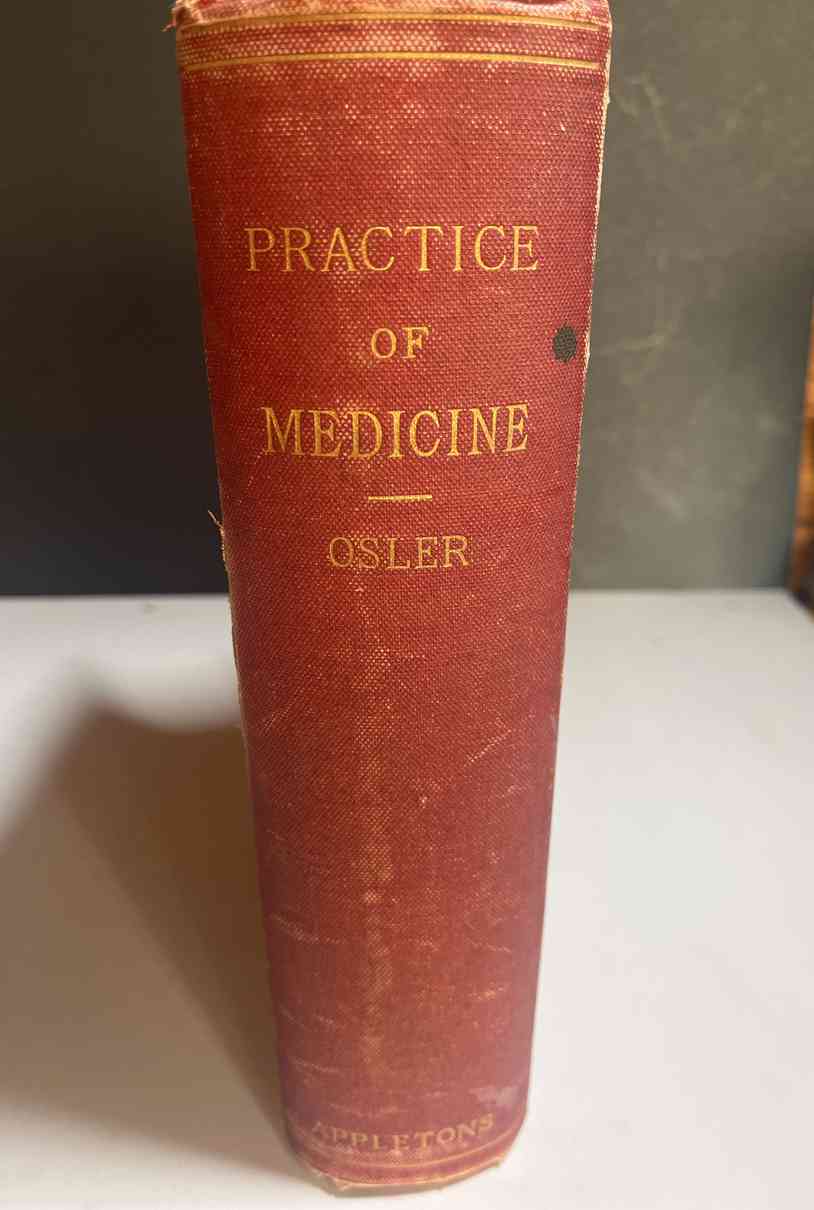 PRACTICE
OF
MEDICINE
OSLER
APPLETONS